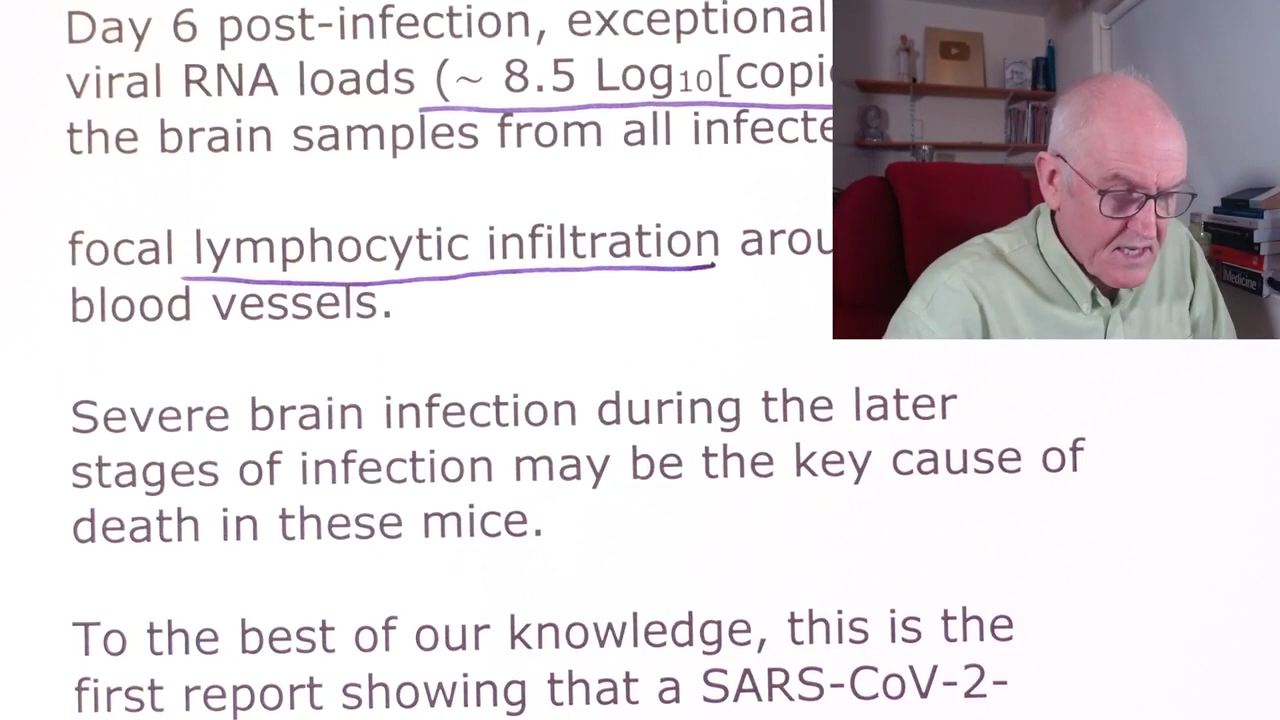 Day 6 post-infection, exceptional
viral RNA loads (~ 8.5 Log₁₀[copi
the brain samples from all infecte
focal lymphocytic infiltration arou
blood vessels.
Severe brain infection during the later
stages of infection may be the key cause of
death in these mice.
To the best of our knowledge, this is the
first report showing that a SARS-CoV-2-
Medicine